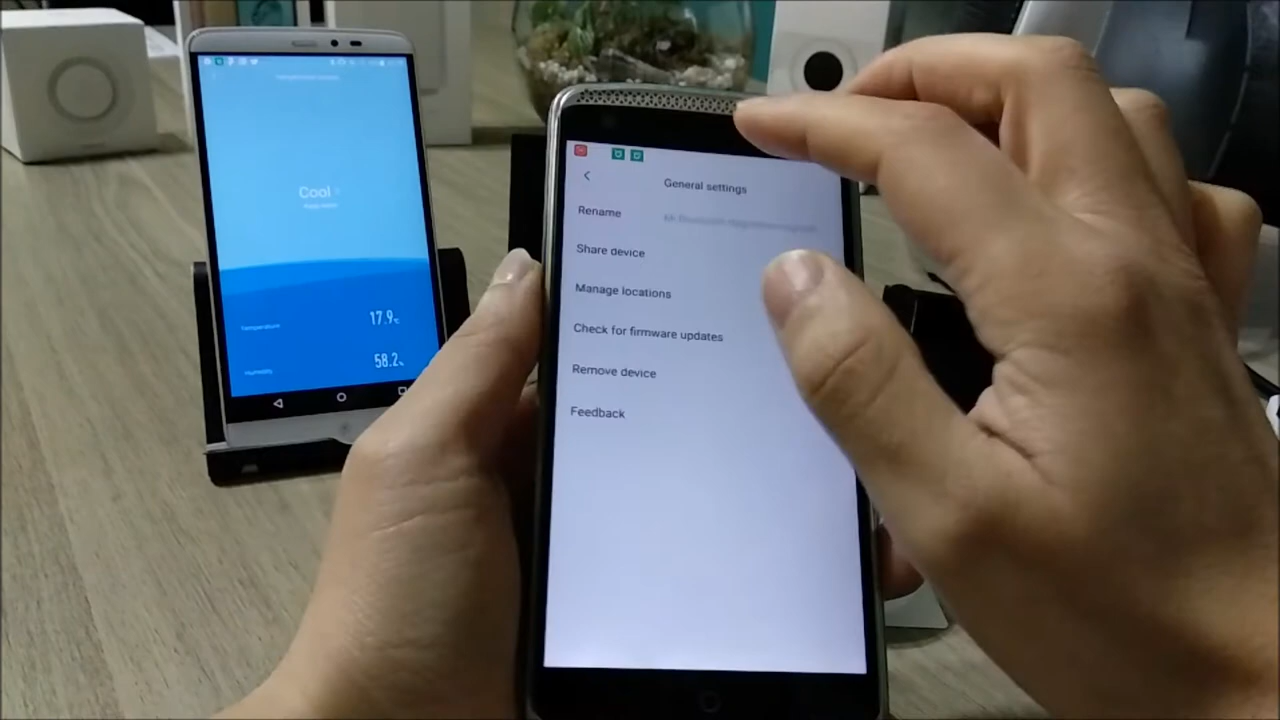 Cool
Temperature
17.9℃
Humidity
58.2%
General settings
Rename
Share device
Manage locations
Check for firmware updates
Remove device
Feedback